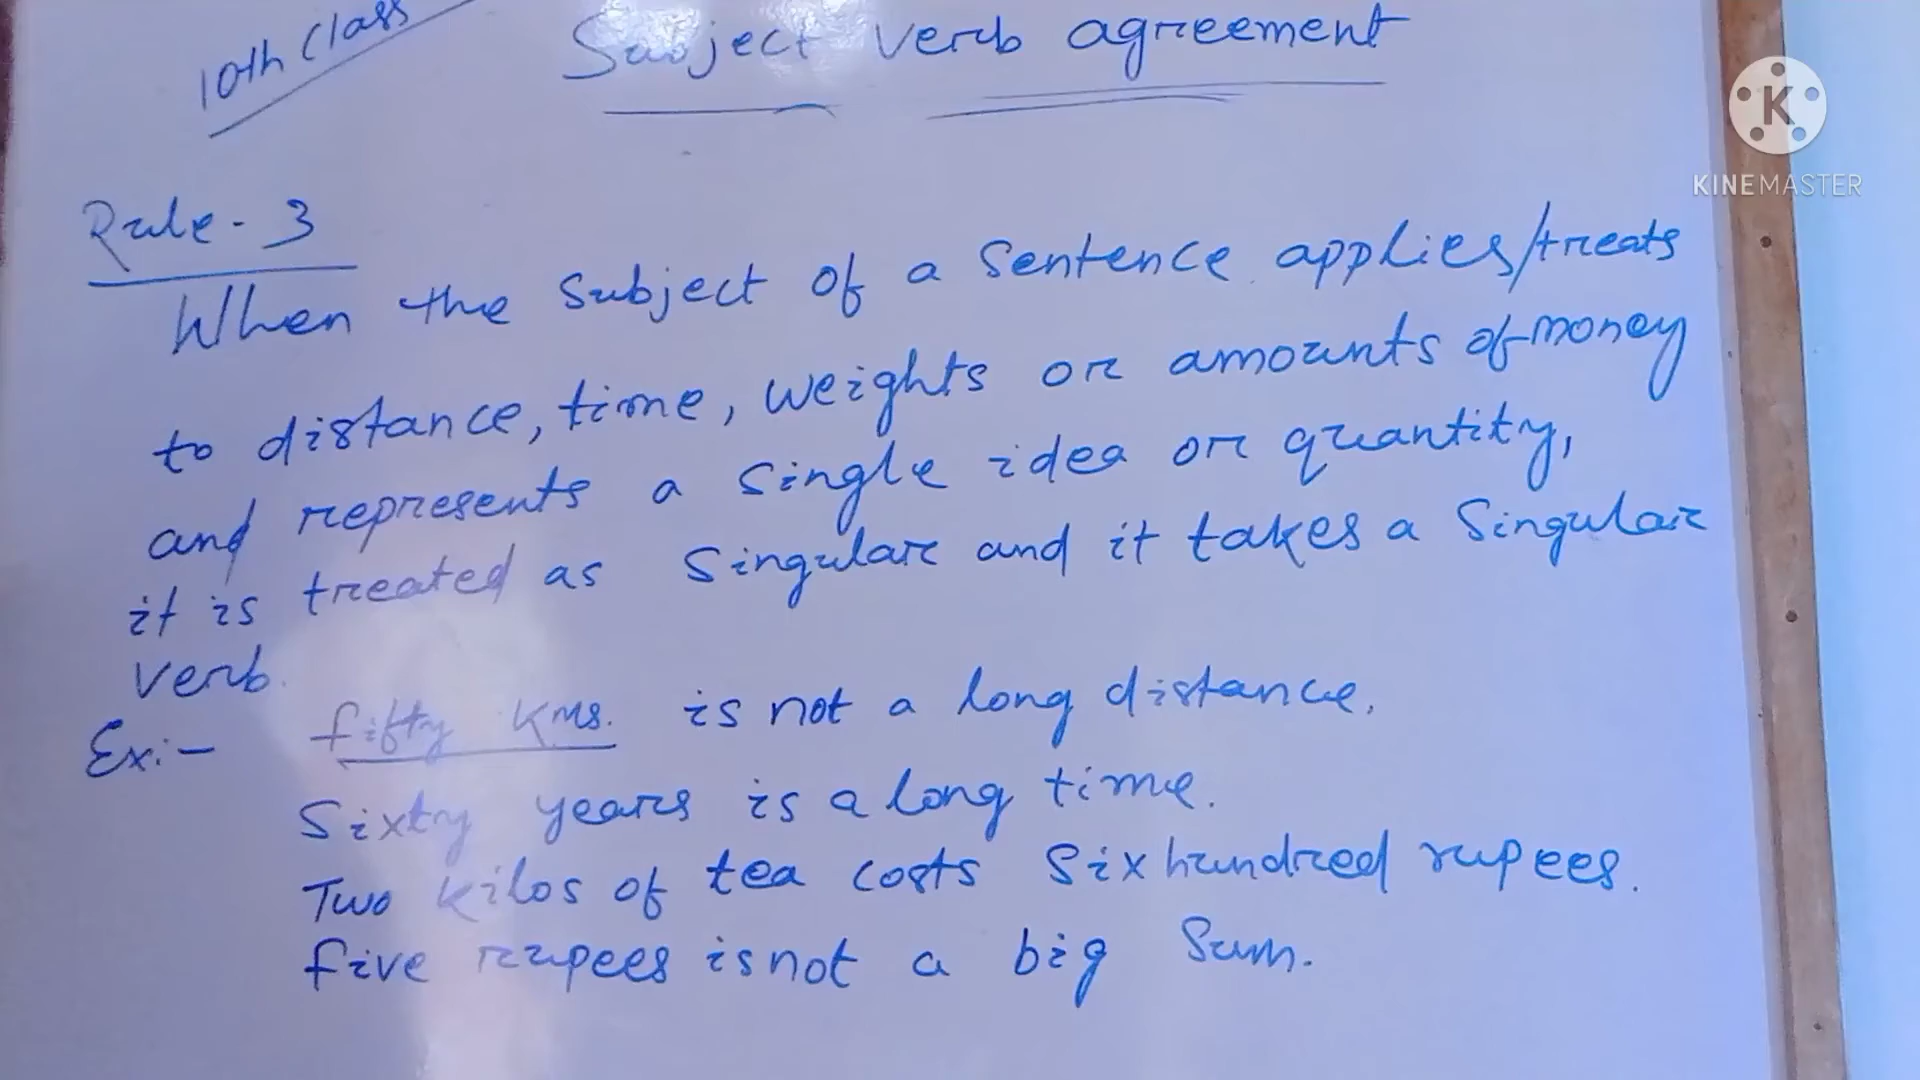 10th Class
Subject verb agreement
K
KINEMASTER
Rule - 3
When the subject of a sentence applies/treats
to distance, time, weights or amounts of money
and represents a single idea or quantity,
it is treated as singular and it takes a singular
verb.
Ex:- fifty kms. is not a long distance.
Sixty years is a long time.
Two kilos of tea costs six hundred rupees.
five rupees is not a big sum.